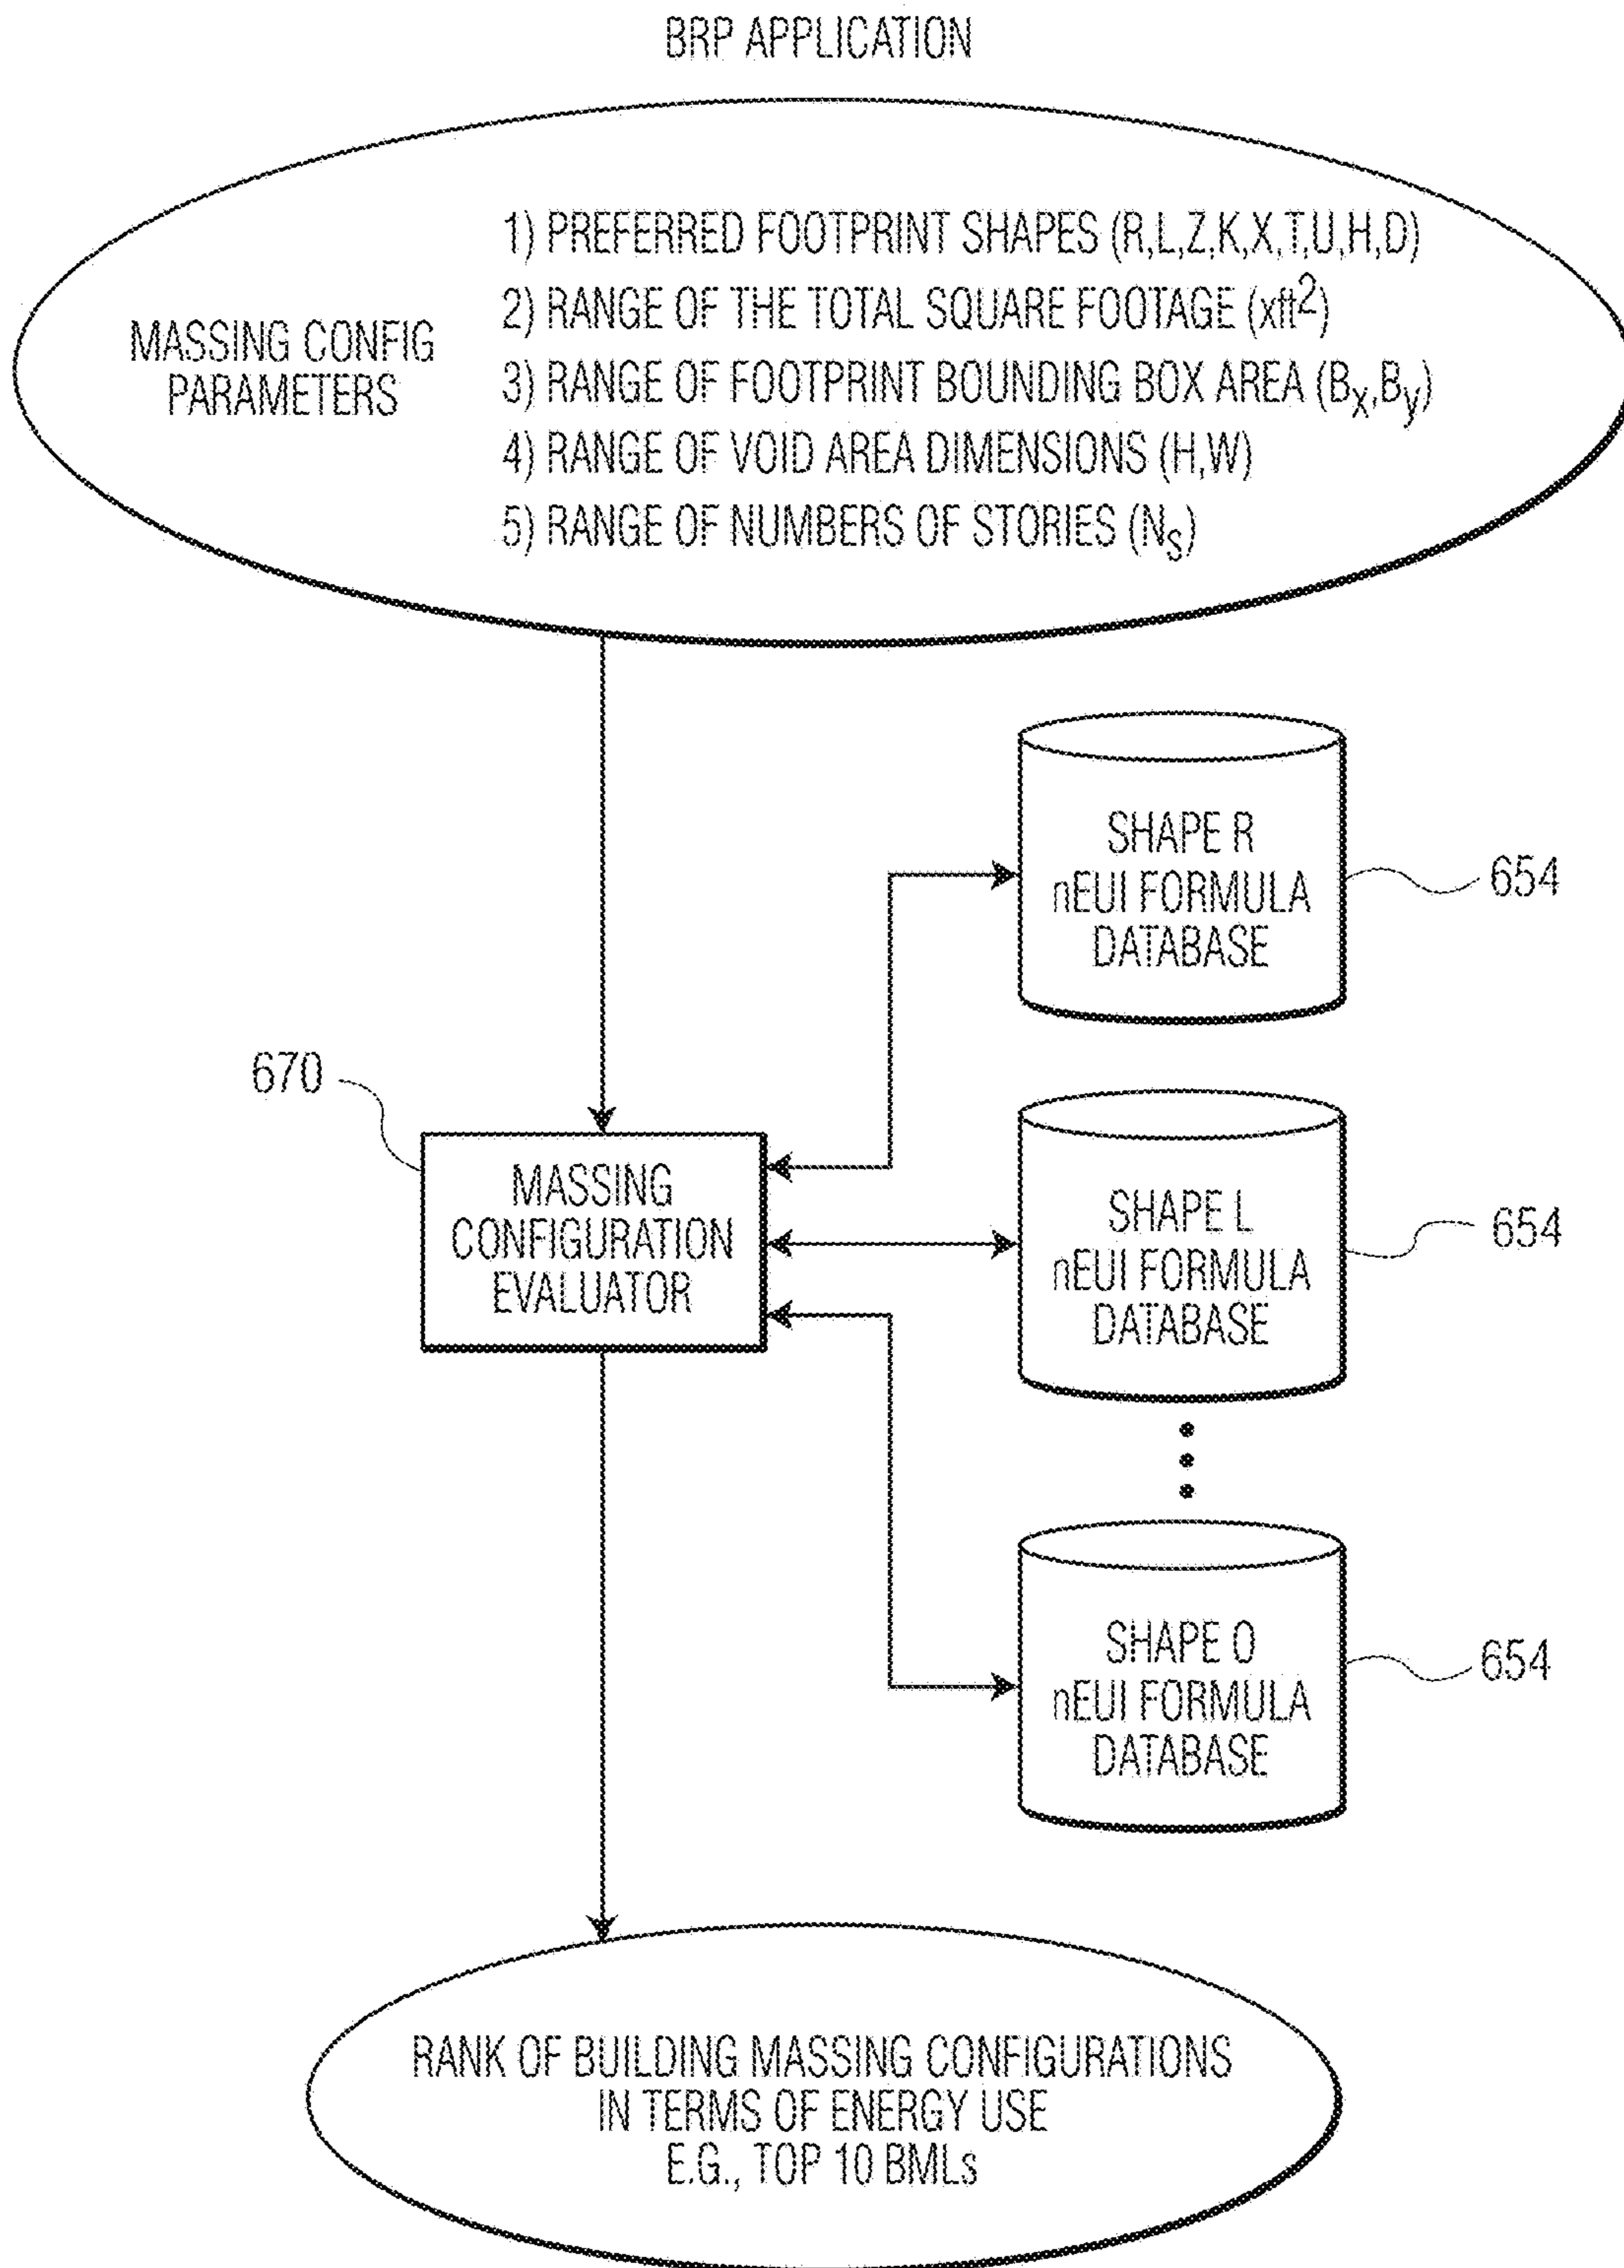 BRP APPLICATION
MASSING CONFIG
PARAMETERS
1) PREFERRED FOOTPRINT SHAPES (R,L,Z,K,X,T,U,H,D)
2) RANGE OF THE TOTAL SQUARE FOOTAGE (xft²)
3) RANGE OF FOOTPRINT BOUNDING BOX AREA (Bx,By)
4) RANGE OF VOID AREA DIMENSIONS (H,W)
5) RANGE OF NUMBERS OF STORIES (NS)
SHAPE R
nEUI FORMULA
DATABASE
654
670
MASSING
CONFIGURATION
EVALUATOR
SHAPE L
nEUI FORMULA
DATABASE
654
SHAPE O
nEUI FORMULA
DATABASE
654
RANK OF BUILDING MASSING CONFIGURATIONS
IN TERMS OF ENERGY USE
E.G., TOP 10 BMLs